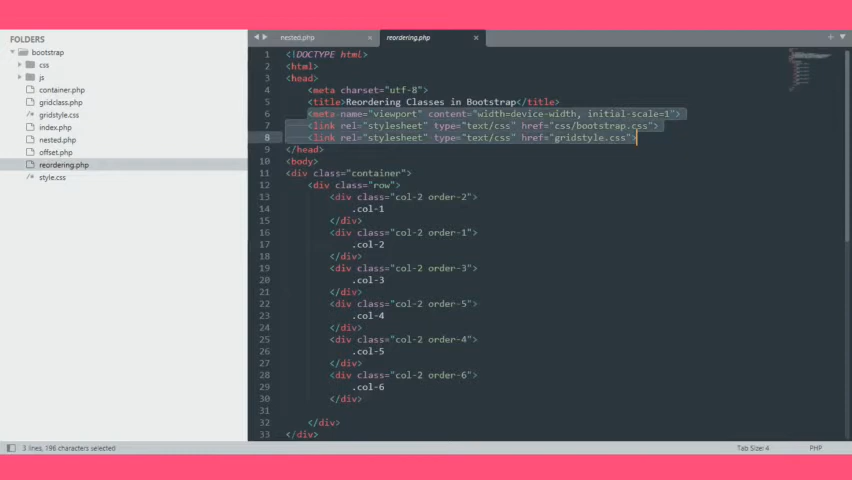 FOLDERS
bootstrap
css
js
container.php
gridclass.php
gridstyle.css
index.php
nested.php
offset.php
reordering.php
style.css
nested.php × reordering.php ×
1 <!DOCTYPE html>
2 <html>
3 <head>
4 <meta charset="utf-8">
5 <title>Reordering Classes in Bootstrap</title>
6 <meta name="viewport" content="width=device-width, initial-scale=1">
7 <link rel="stylesheet" type="text/css" href="css/bootstrap.css">
8 <link rel="stylesheet" type="text/css" href="gridstyle.css">
9 </head>
10 <body>
11 <div class="container">
12 <div class="row">
13 <div class="col-2 order-2">
14 .col-1
15 </div>
16 <div class="col-2 order-1">
17 .col-2
18 </div>
19 <div class="col-2 order-3">
20 .col-3
21 </div>
22 <div class="col-2 order-5">
23 .col-4
24 </div>
25 <div class="col-2 order-4">
26 .col-5
27 </div>
28 <div class="col-2 order-6">
29 .col-6
30 </div>
31
32 </div>
33 </div>
3 lines, 196 characters selected Tab Size:4 PHP